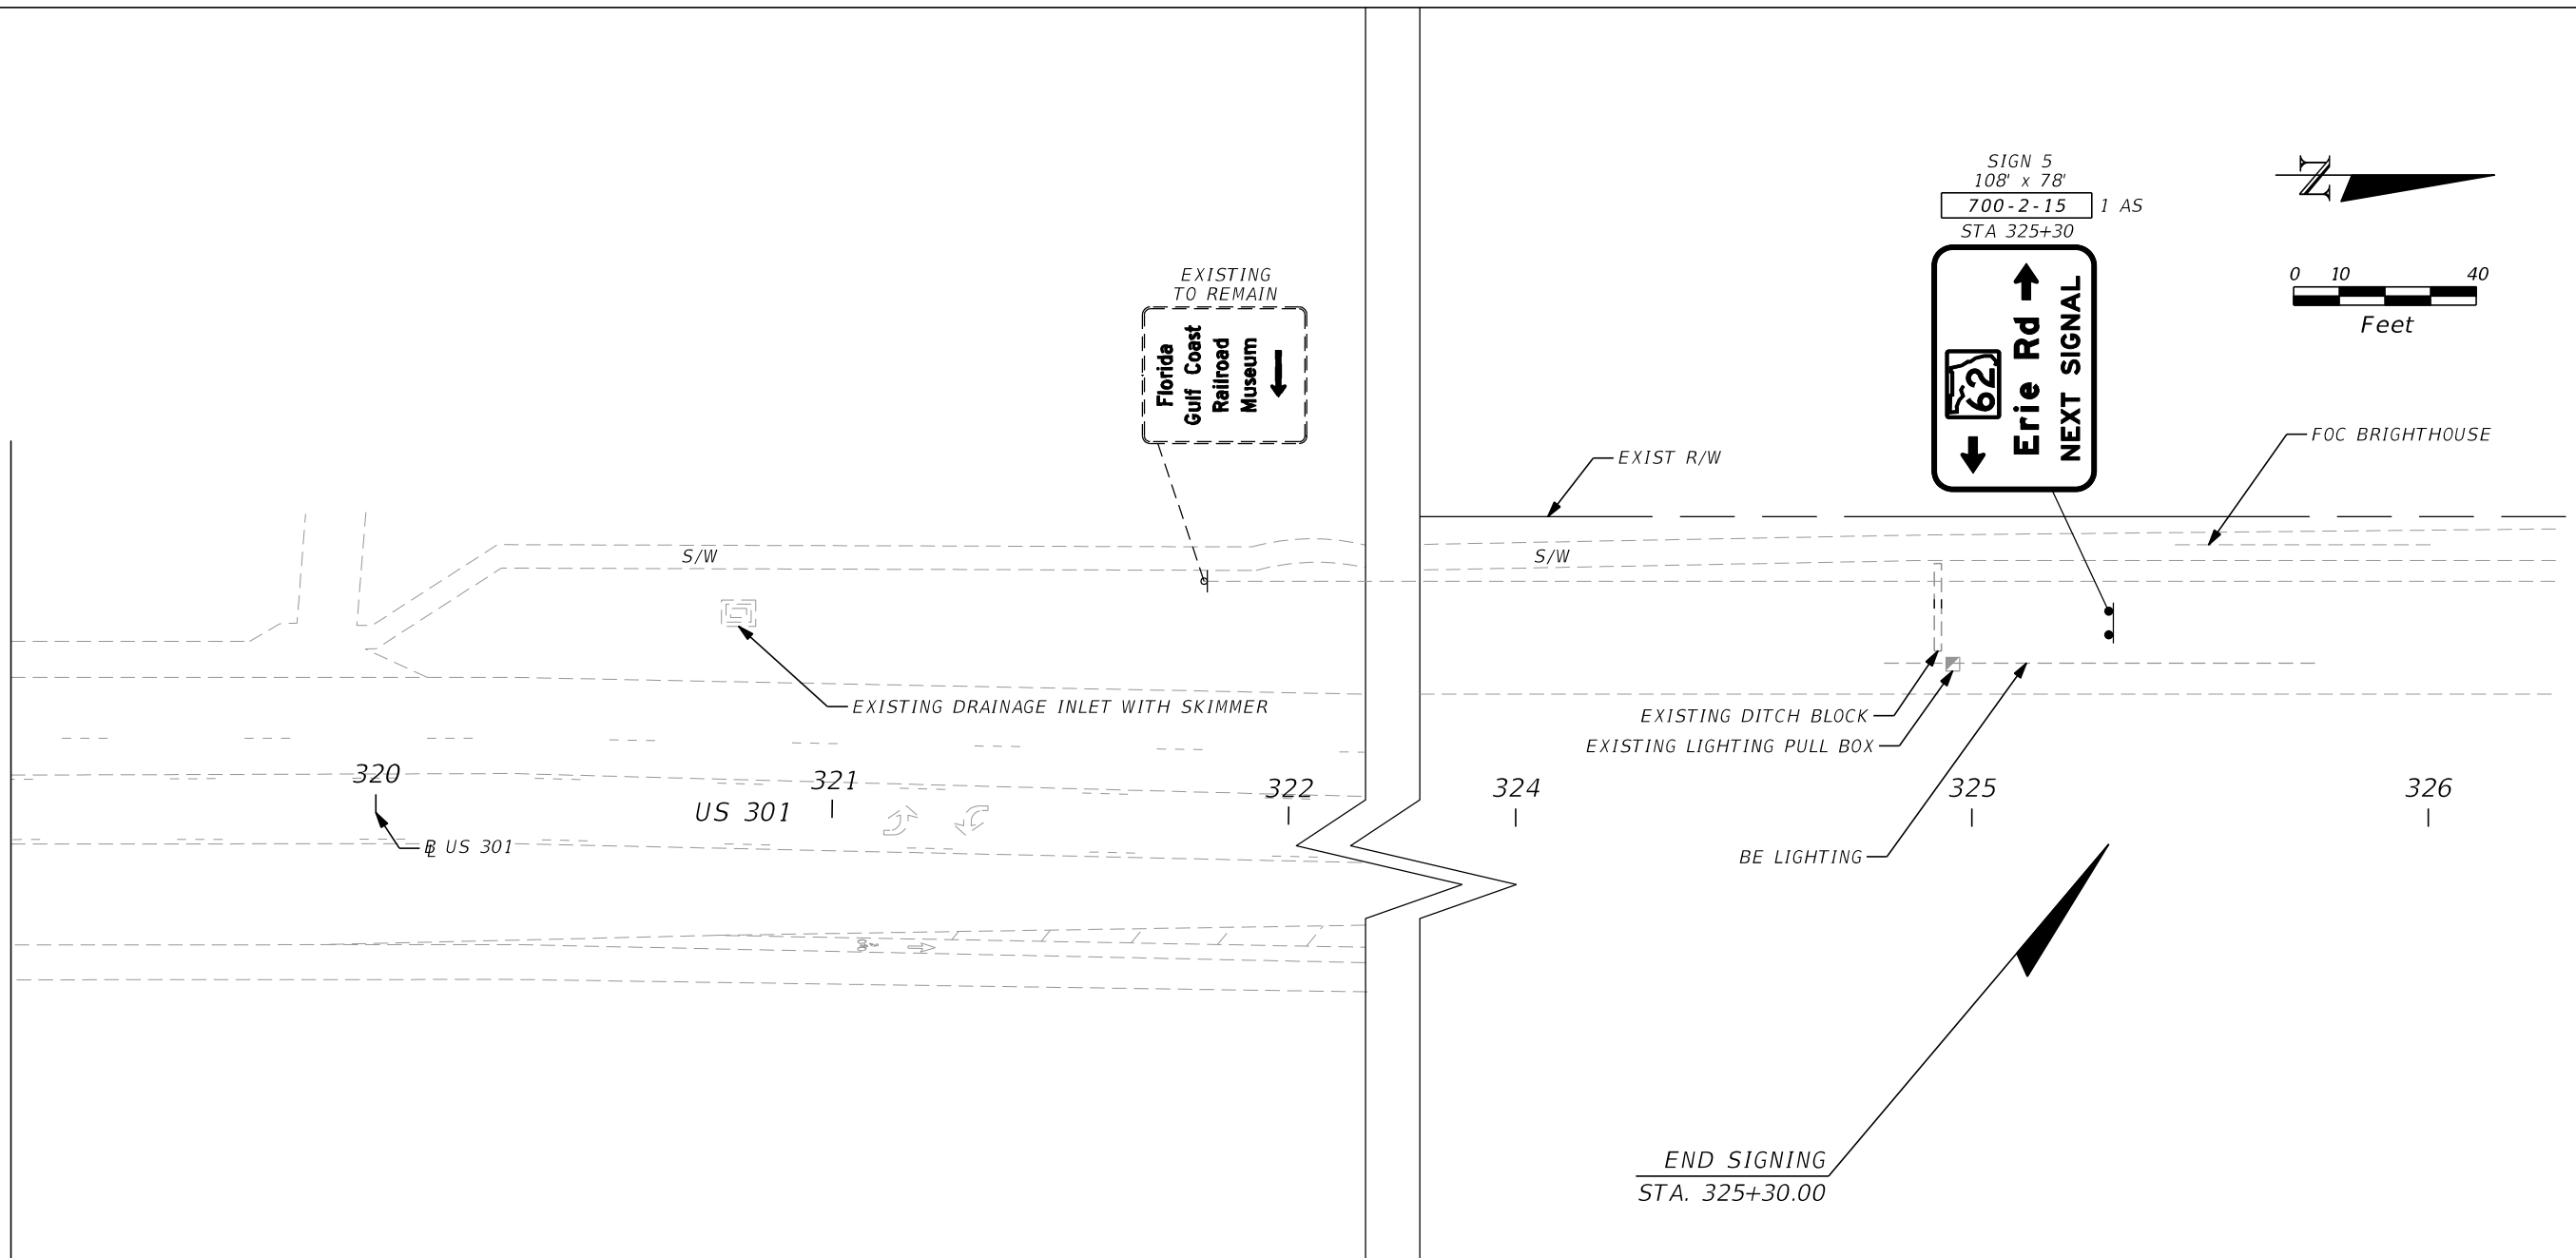 SIGN 5
108' x 78'
700-2-15 1 AS
STA 325+30
62
Erie Rd
NEXT SIGNAL
N
0 10 40
Feet
EXISTING
TO REMAIN
Florida
Gulf Coast
Railroad
Museum
EXIST R/W
FOC BRIGHTHOUSE
S/W
S/W
EXISTING DRAINAGE INLET WITH SKIMMER
EXISTING DITCH BLOCK
EXISTING LIGHTING PULL BOX
320
321
322
324
325
326
US 301
BL US 301
BE LIGHTING
END SIGNING
STA. 325+30.00